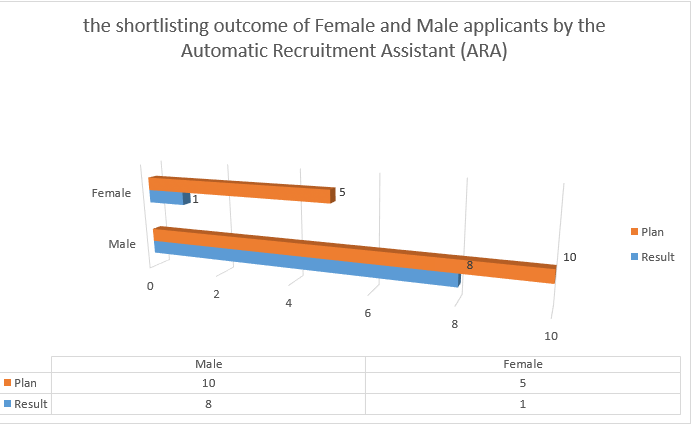 the shortlisting outcome of Female and Male applicants by the
Automatic Recruitment Assistant (ARA)
Female
1
5
Male
8
10
Plan
Result
0
2
4
6
8
10
Male Female
Plan 10 5
Result 8 1